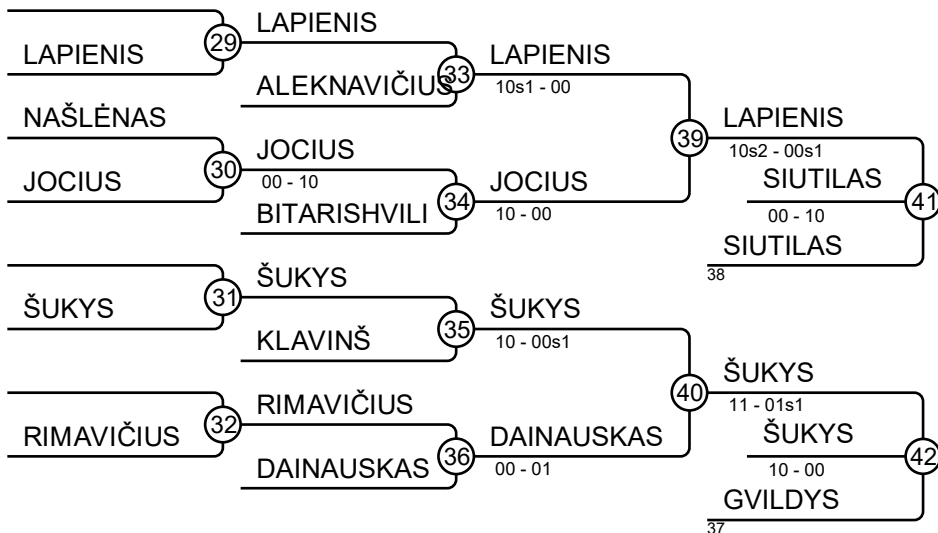 LAPIENIS
29
LAPIENIS
LAPIENIS
ALEKNAVIČIUS
33
LAPIENIS
10s1 - 00
NAŠLĖNAS
30
JOCIUS
JOCIUS
00 - 10
BITARISHVILI
34
JOCIUS
10 - 00
39
LAPIENIS
10s2 - 00s1
SIUTILAS
00 - 10
41
SIUTILAS
38
31
ŠUKYS
ŠUKYS
KLAVINŠ
35
ŠUKYS
10 - 00s1
32
RIMAVIČIUS
RIMAVIČIUS
DAINAUSKAS
36
DAINAUSKAS
00 - 01
40
ŠUKYS
11 - 01s1
ŠUKYS
10 - 00
42
GVILDYS
37